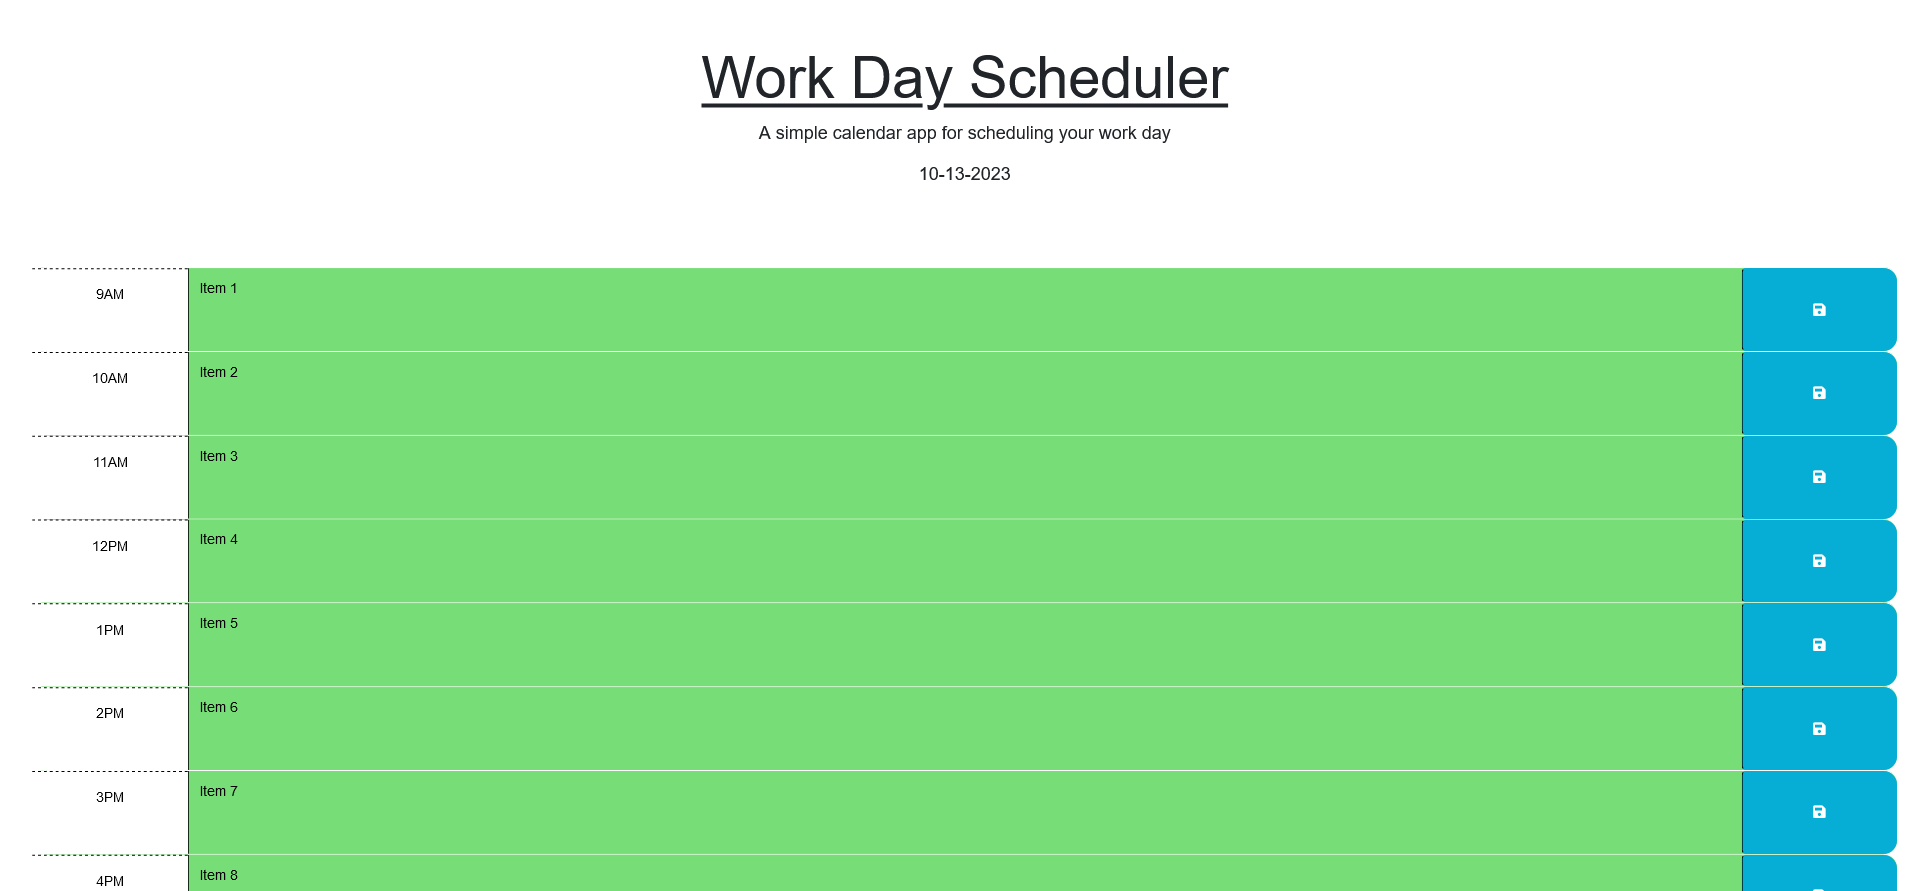 Work Day Scheduler
A simple calendar app for scheduling your work day
10-13-2023
9AM
Item 1
10AM
Item 2
11AM
Item 3
12PM
Item 4
1PM
Item 5
2PM
Item 6
3PM
Item 7
4PM
Item 8